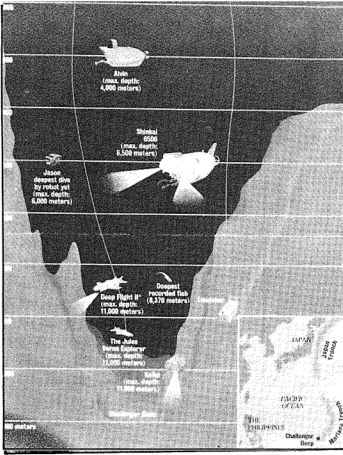 Alvin
(max. depth:
4,000 meters)
Shinkai
6500
(max. depth:
6,500 meters)
Jason
deepest dive
by robot yet
(max. depth:
6,000 meters)
Deep Flight II
(max. depth:
11,000 meters)
Deepest
recorded fish
(8,370 meters)
The Jules
Verne Explorer
(max. depth:
11,000 meters)
Kaiko
(max. depth:
11,000 meters)
Challenger Deep
meters
JAPAN
Japan
Trench
PACIFIC
OCEAN
THE
PHILIPPINES
Challenger
Deep
Mariana Trench